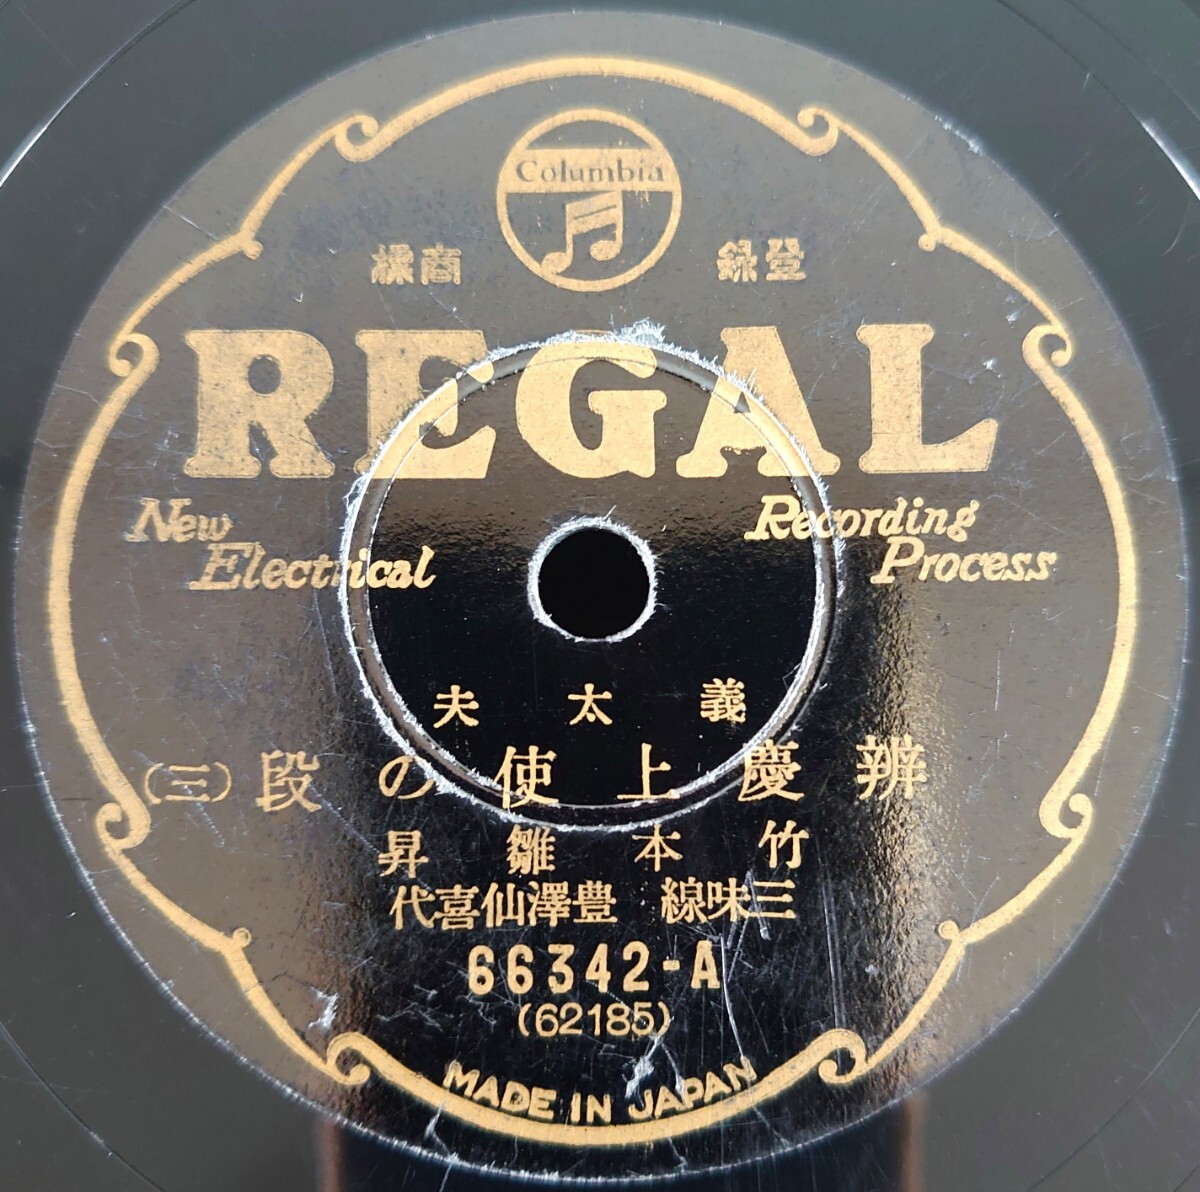 Columbia
登録商標
REGAL
New Electrical Recording Process
義太夫
辨慶上使の段(三)
竹本雛昇
三味線 豊澤仙喜代
66342-A
(62185)
MADE IN JAPAN